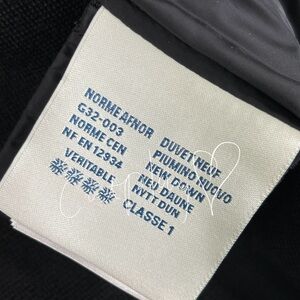 NORME AFNOR
G32-003
NORME CEN
NF EN 12934
VERITABLE
DUVET NEUF
PIUMINO NUOVO
NEW DOWN
NEU DAUNE
NYTT DUN
CLASSE 1